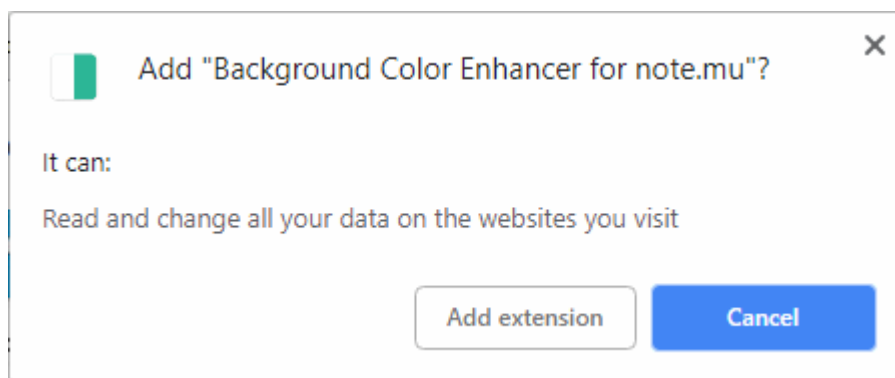 Add "Background Color Enhancer for note.mu"?
It can:
Read and change all your data on the websites you visit
Add extension
Cancel